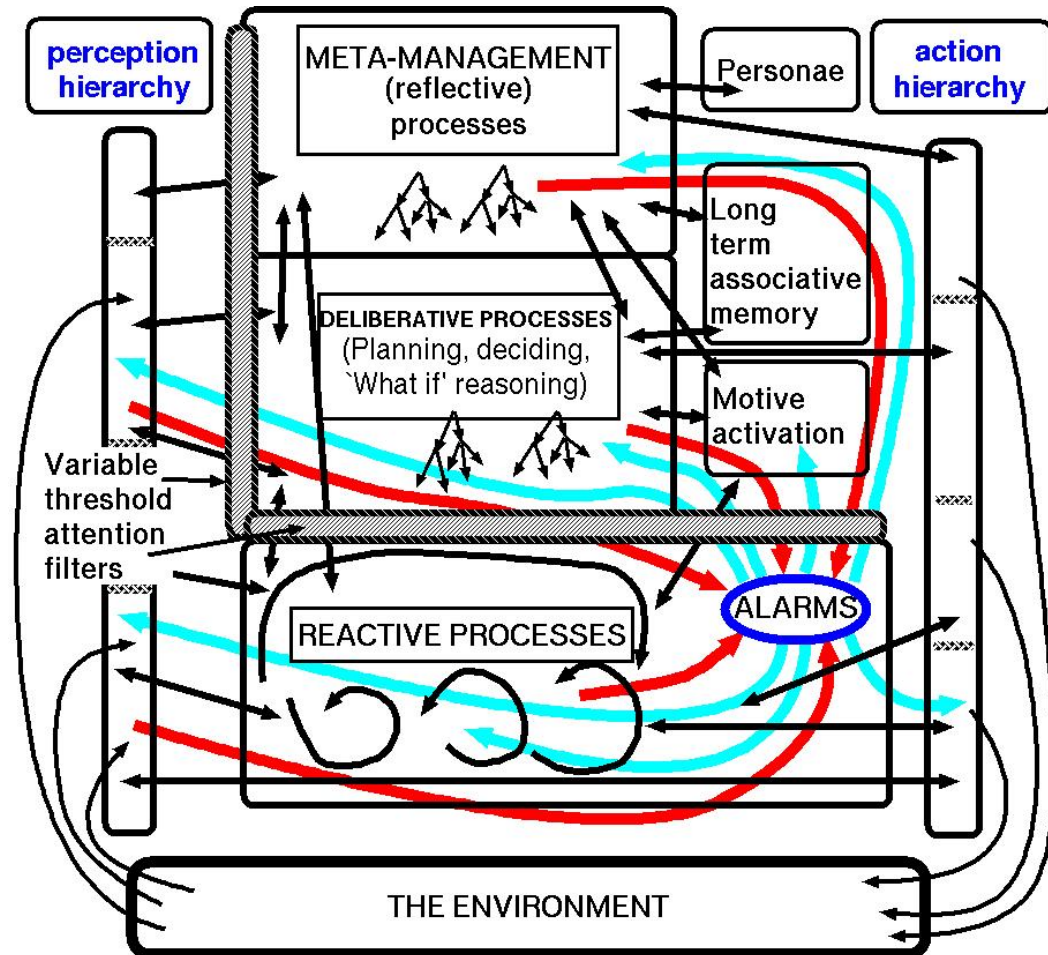 perception
hierarchy
META-MANAGEMENT
(reflective)
processes
Personae
action
hierarchy
Long
term
associative
memory
DELIBERATIVE PROCESSES
(Planning, deciding,
`What if' reasoning)
Motive
activation
Variable
threshold
attention
filters
ALARMS
REACTIVE PROCESSES
THE ENVIRONMENT